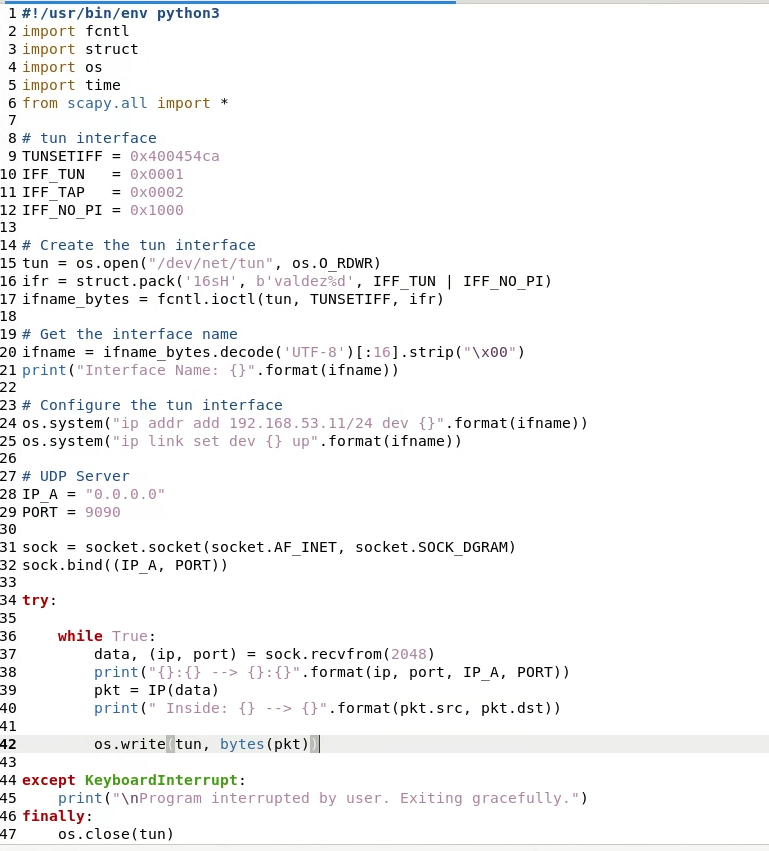 1 #!/usr/bin/env python3
2 import fcntl
3 import struct
4 import os
5 import time
6 from scapy.all import *
7
8 # tun interface
9 TUNSETIFF = 0x400454ca
10 IFF_TUN   = 0x0001
11 IFF_TAP   = 0x0002
12 IFF_NO_PI = 0x1000
13
14 # Create the tun interface
15 tun = os.open("/dev/net/tun", os.O_RDWR)
16 ifr = struct.pack('16sH', b'valdez%d', IFF_TUN | IFF_NO_PI)
17 ifname_bytes = fcntl.ioctl(tun, TUNSETIFF, ifr)
18
19 # Get the interface name
20 ifname = ifname_bytes.decode('UTF-8')[:16].strip("\x00")
21 print("Interface Name: {}".format(ifname))
22
23 # Configure the tun interface
24 os.system("ip addr add 192.168.53.11/24 dev {}".format(ifname))
25 os.system("ip link set dev {} up".format(ifname))
26
27 # UDP Server
28 IP_A = "0.0.0.0"
29 PORT = 9090
30
31 sock = socket.socket(socket.AF_INET, socket.SOCK_DGRAM)
32 sock.bind((IP_A, PORT))
33
34 try:
35
36     while True:
37         data, (ip, port) = sock.recvfrom(2048)
38         print("{}:{} --> {}:{}".format(ip, port, IP_A, PORT))
39         pkt = IP(data)
40         print(" Inside: {} --> {}".format(pkt.src, pkt.dst))
41
42         os.write(tun, bytes(pkt))
43
44 except KeyboardInterrupt:
45     print("\nProgram interrupted by user. Exiting gracefully.")
46 finally:
47     os.close(tun)